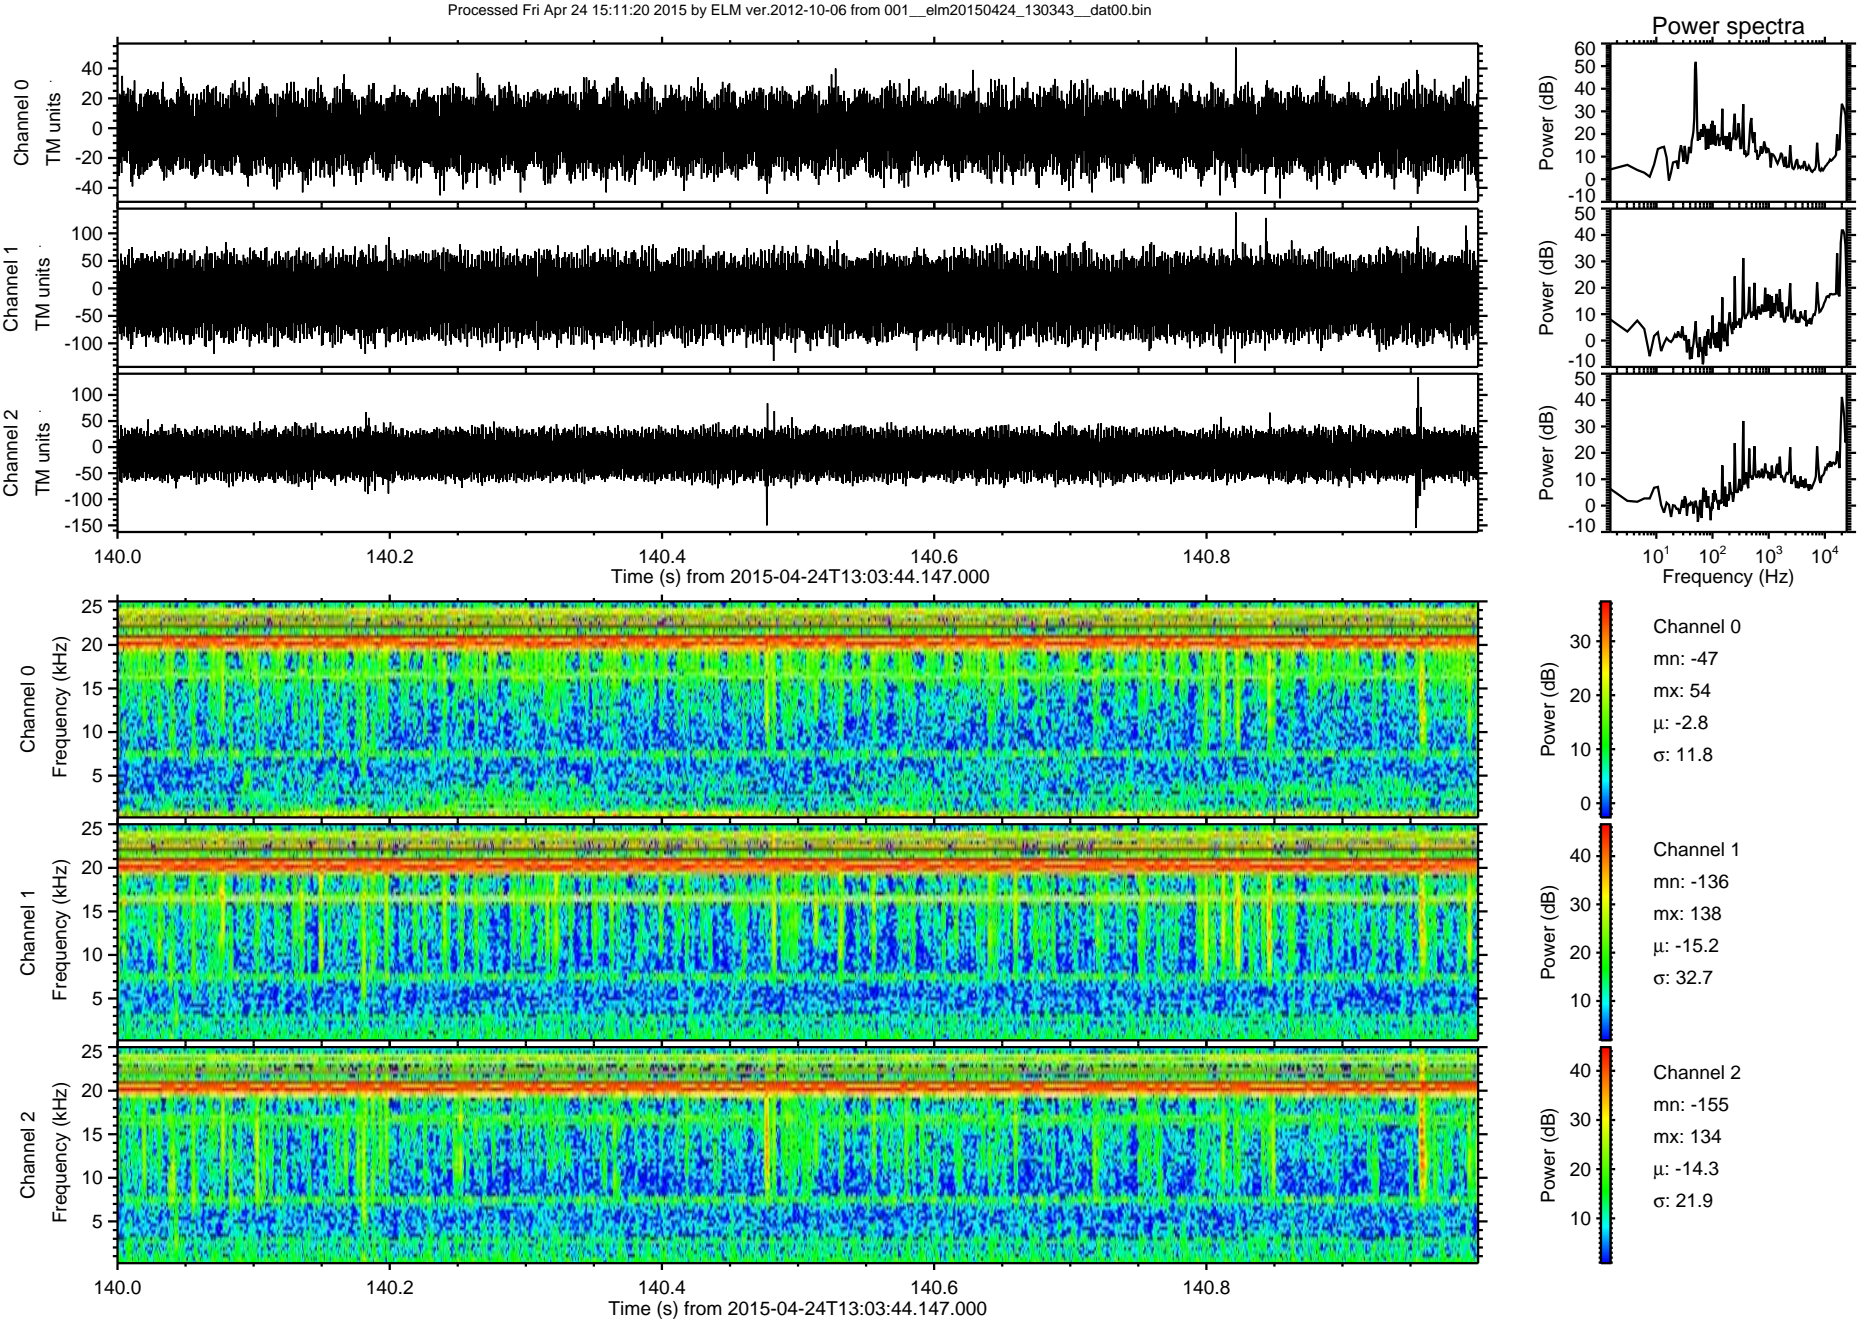 Processed Fri Apr 24 15:11:20 2015 by ELM ver.2012-10-06 from 001__elm20150424_130343__dat00.bin
Power spectra
Channel 0
TM units
40
20
0
-20
-40
Power (dB)
60
50
40
30
20
10
0
-10
Channel 1
TM units
100
50
0
-50
-100
Power (dB)
50
40
30
20
10
0
-10
Channel 2
TM units
100
50
0
-50
-100
-150
Power (dB)
50
40
30
20
10
0
-10
140.0 140.2 140.4 140.6 140.8
Time (s) from 2015-04-24T13:03:44.147.000
10¹ 10² 10³ 10⁴
Frequency (Hz)
Channel 0
Frequency (kHz)
25
20
15
10
5
Power (dB)
30
20
10
0
Channel 0
mn: -47
mx: 54
µ: -2.8
σ: 11.8
Channel 1
Frequency (kHz)
25
20
15
10
5
Power (dB)
40
30
20
10
Channel 1
mn: -136
mx: 138
µ: -15.2
σ: 32.7
Channel 2
Frequency (kHz)
25
20
15
10
5
Power (dB)
40
30
20
10
Channel 2
mn: -155
mx: 134
µ: -14.3
σ: 21.9
140.0 140.2 140.4 140.6 140.8
Time (s) from 2015-04-24T13:03:44.147.000